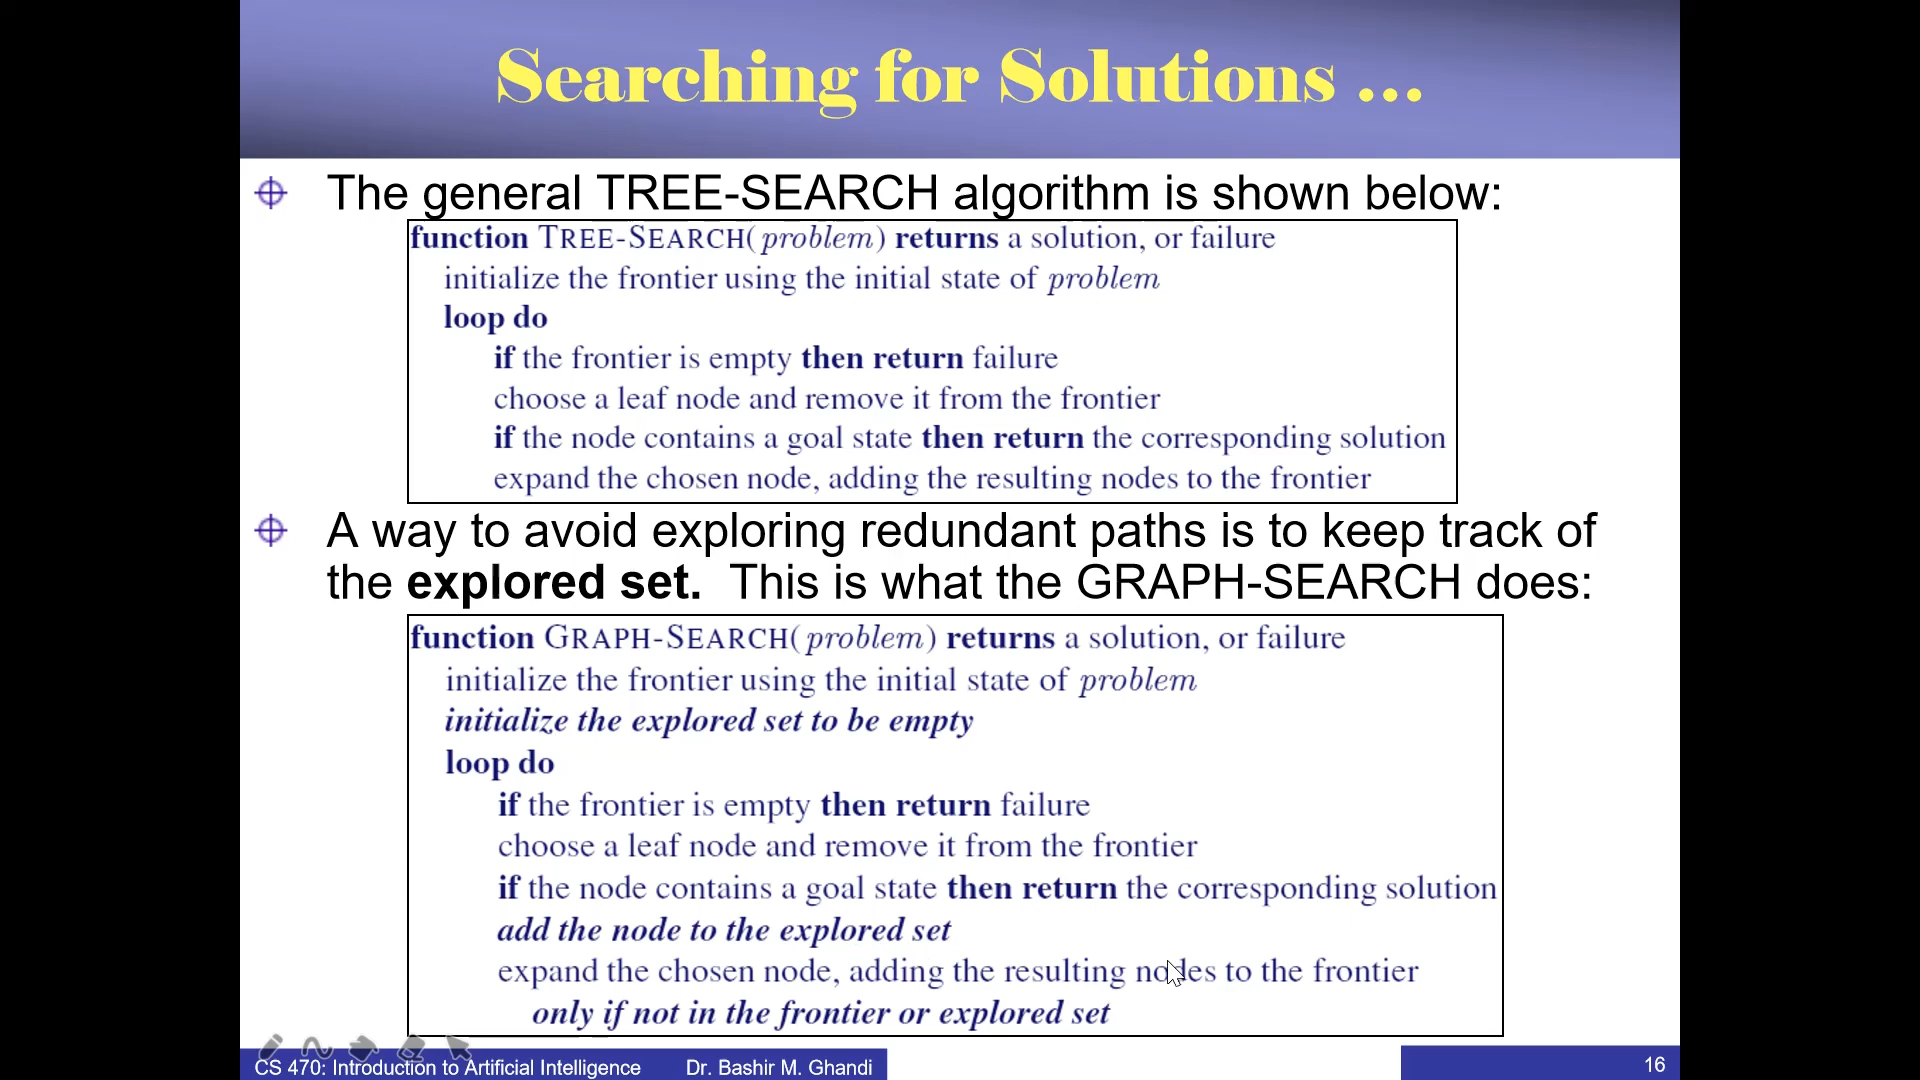 Searching for Solutions ...
The general TREE-SEARCH algorithm is shown below:
function TREE-SEARCH(problem) returns a solution, or failure
initialize the frontier using the initial state of problem
loop do
if the frontier is empty then return failure
choose a leaf node and remove it from the frontier
if the node contains a goal state then return the corresponding solution
expand the chosen node, adding the resulting nodes to the frontier
A way to avoid exploring redundant paths is to keep track of
the explored set. This is what the GRAPH-SEARCH does:
function GRAPH-SEARCH(problem) returns a solution, or failure
initialize the frontier using the initial state of problem
initialize the explored set to be empty
loop do
if the frontier is empty then return failure
choose a leaf node and remove it from the frontier
if the node contains a goal state then return the corresponding solution
add the node to the explored set
expand the chosen node, adding the resulting nodes to the frontier
only if not in the frontier or explored set
CS 470: Introduction to Artificial Intelligence Dr. Bashir M. Ghandi 16